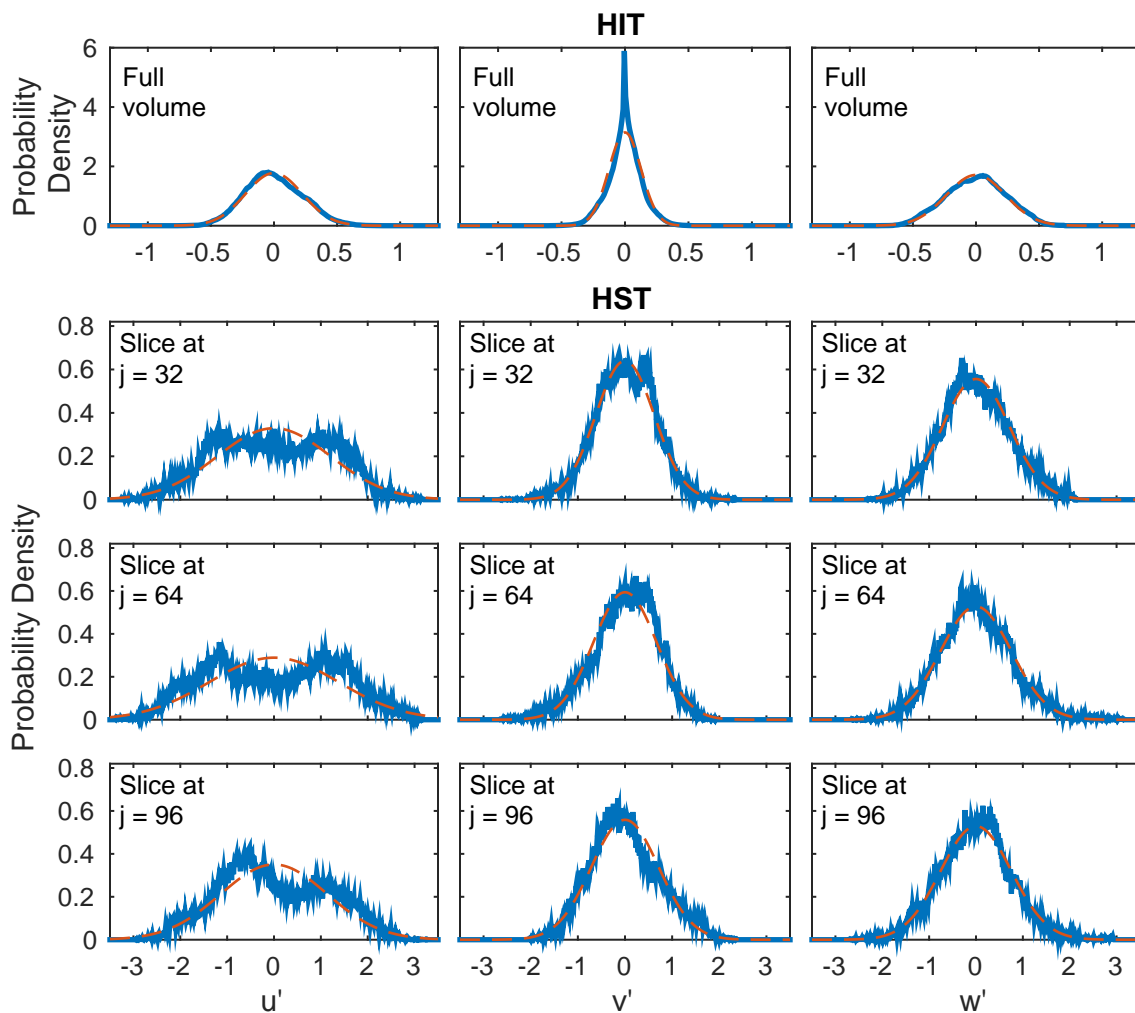 HIT
Probability
Density
6
4
2
0
Full
volume
Full
volume
Full
volume
-1 -0.5 0 0.5 1
-1 -0.5 0 0.5 1
-1 -0.5 0 0.5 1
HST
Probability Density
0.8
0.6
0.4
0.2
0
Slice at
j = 32
Slice at
j = 32
Slice at
j = 32
0.8
0.6
0.4
0.2
0
Slice at
j = 64
Slice at
j = 64
Slice at
j = 64
0.8
0.6
0.4
0.2
0
Slice at
j = 96
Slice at
j = 96
Slice at
j = 96
-3 -2 -1 0 1 2 3
-3 -2 -1 0 1 2 3
-3 -2 -1 0 1 2 3
u'
v'
w'